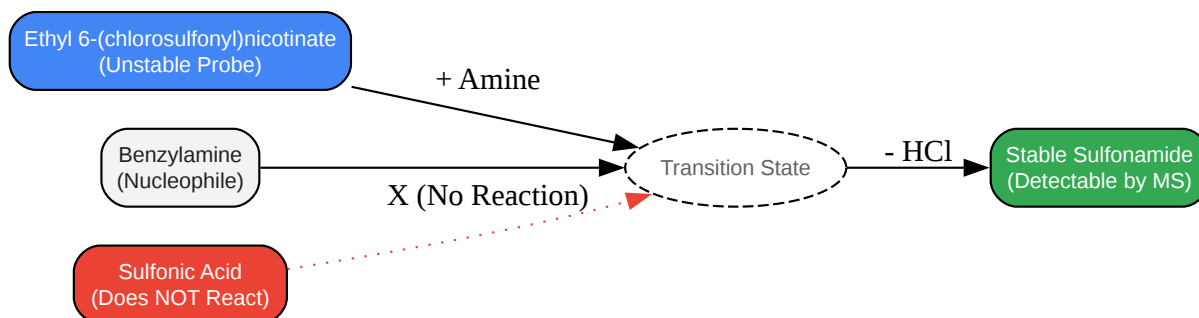 Ethyl 6-(chlorosulfonyl)nicotinate
(Unstable Probe)
+ Amine
Benzylamine
(Nucleophile)
Transition State
- HCl
Stable Sulfonamide
(Detectable by MS)
X (No Reaction)
Sulfonic Acid
(Does NOT React)